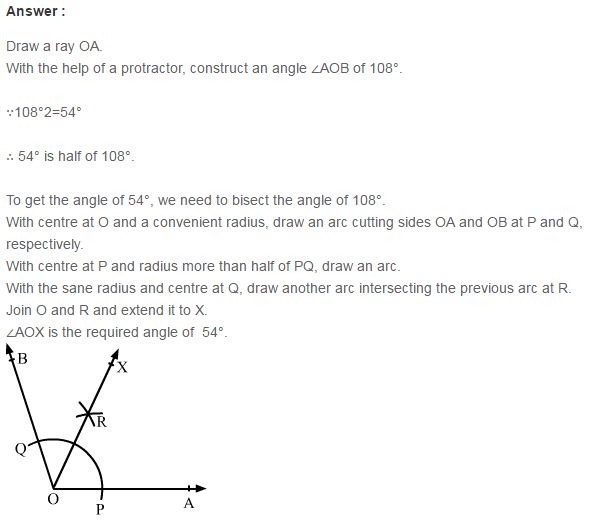 Answer :
Draw a ray OA.
With the help of a protractor, construct an angle ∠AOB of 108°.
∵108°2=54°
∴ 54° is half of 108°.
To get the angle of 54°, we need to bisect the angle of 108°.
With centre at O and a convenient radius, draw an arc cutting sides OA and OB at P and Q,
respectively.
With centre at P and radius more than half of PQ, draw an arc.
With the sane radius and centre at Q, draw another arc intersecting the previous arc at R.
Join O and R and extend it to X.
∠AOX is the required angle of  54°.
B
X
R
Q
O
P
A